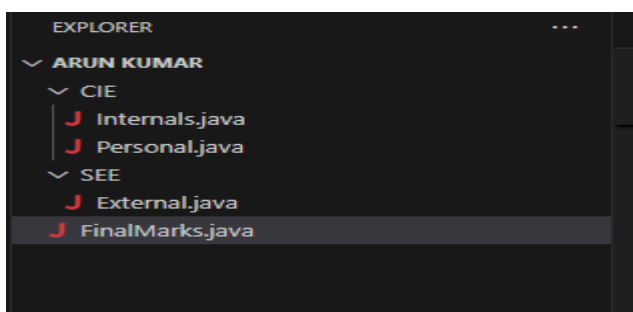 EXPLORER ...
ARUN KUMAR
CIE
J Internals.java
J Personal.java
SEE
J External.java
J FinalMarks.java